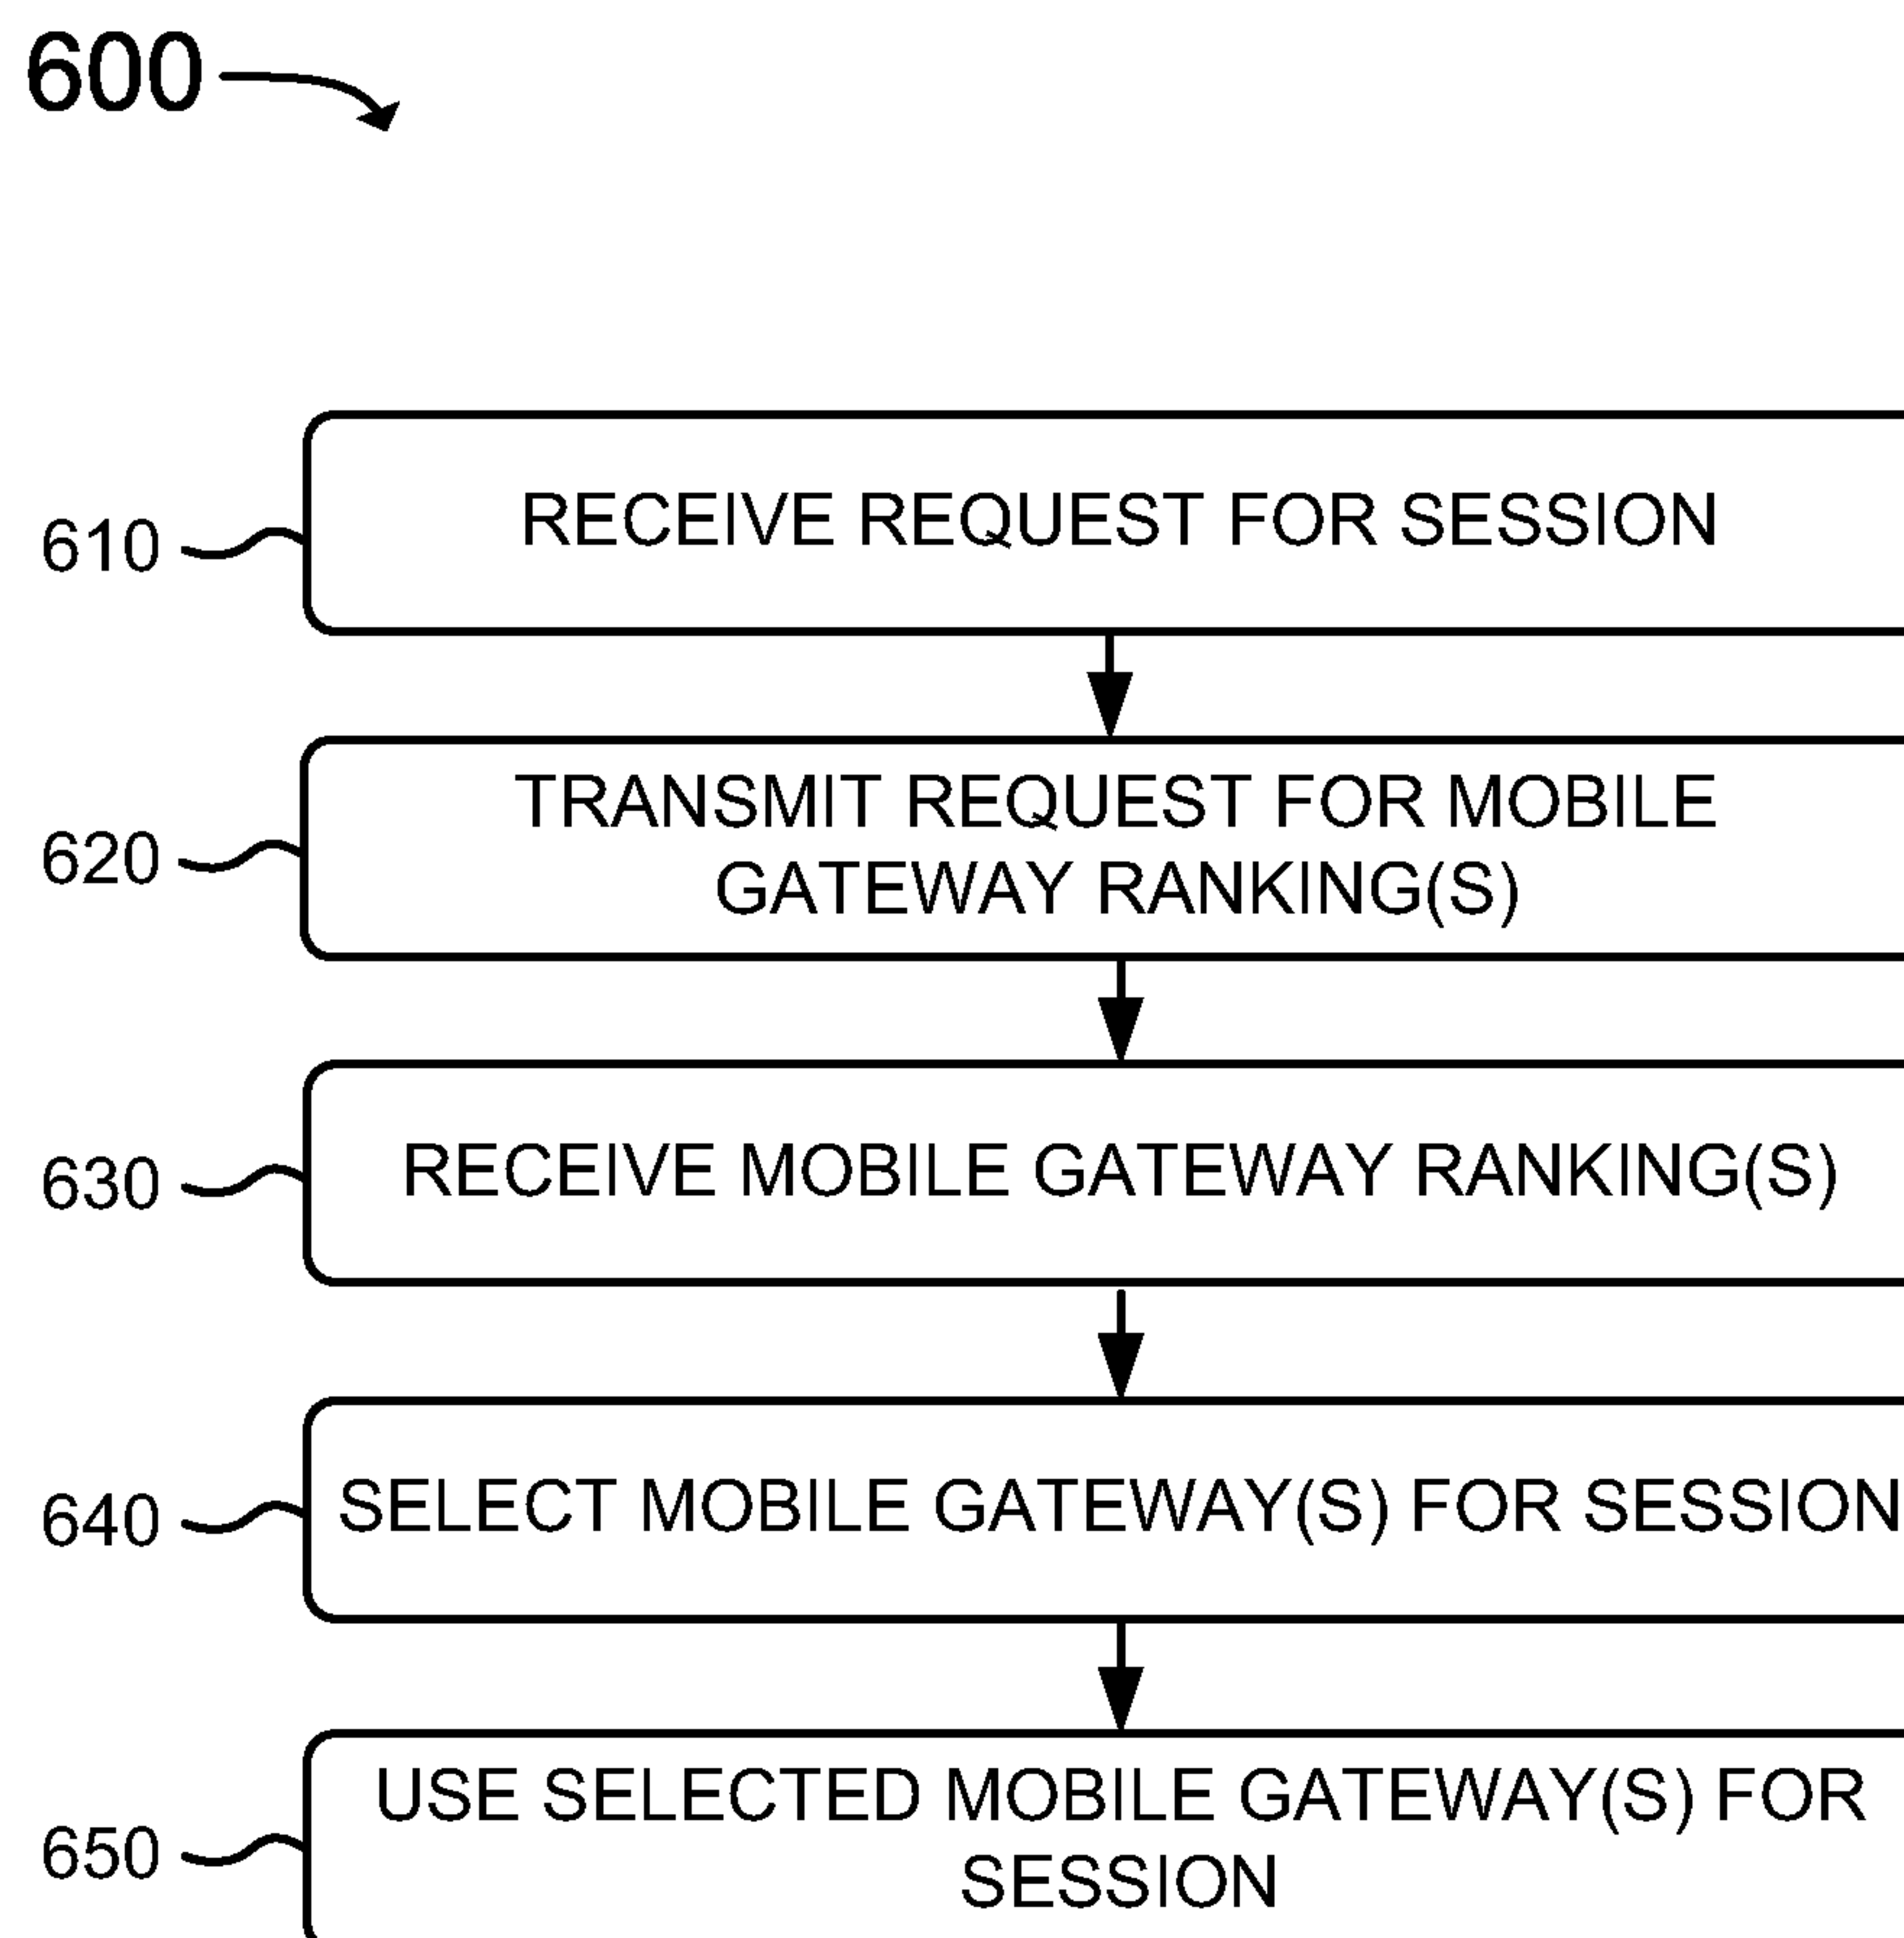 600
610
RECEIVE REQUEST FOR SESSION
620
TRANSMIT REQUEST FOR MOBILE
GATEWAY RANKING(S)
630
RECEIVE MOBILE GATEWAY RANKING(S)
640
SELECT MOBILE GATEWAY(S) FOR SESSION
650
USE SELECTED MOBILE GATEWAY(S) FOR
SESSION